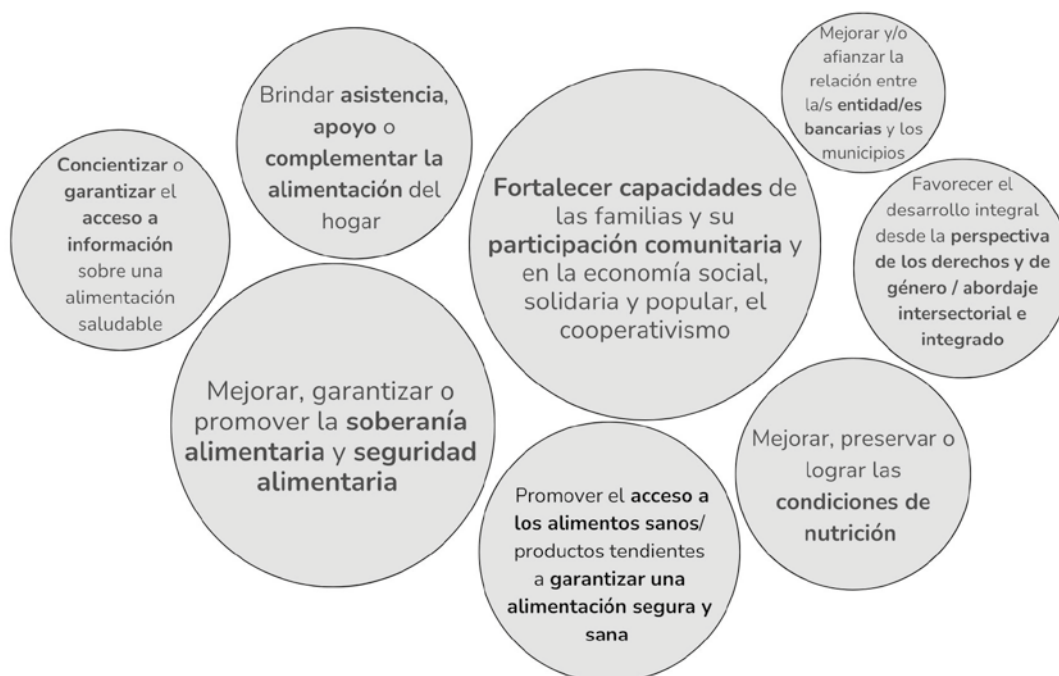 Concientizar o
garantizar el
acceso a
información
sobre una
alimentación
saludable
Brindar asistencia,
apoyo o
complementar la
alimentación del
hogar
Fortalecer capacidades de
las familias y su
participación comunitaria y
en la economía social,
solidaria y popular, el
cooperativismo
Mejorar y/o
afianzar la
relación entre
la/s entidad/es
bancarias y los
municipios
Favorecer el
desarrollo integral
desde la perspectiva
de los derechos y de
género / abordaje
intersectorial e
integrado
Mejorar, garantizar o
promover la soberanía
alimentaria y seguridad
alimentaria
Promover el acceso a
los alimentos sanos/
productos tendientes
a garantizar una
alimentación segura y
sana
Mejorar, preservar o
lograr las
condiciones de
nutrición